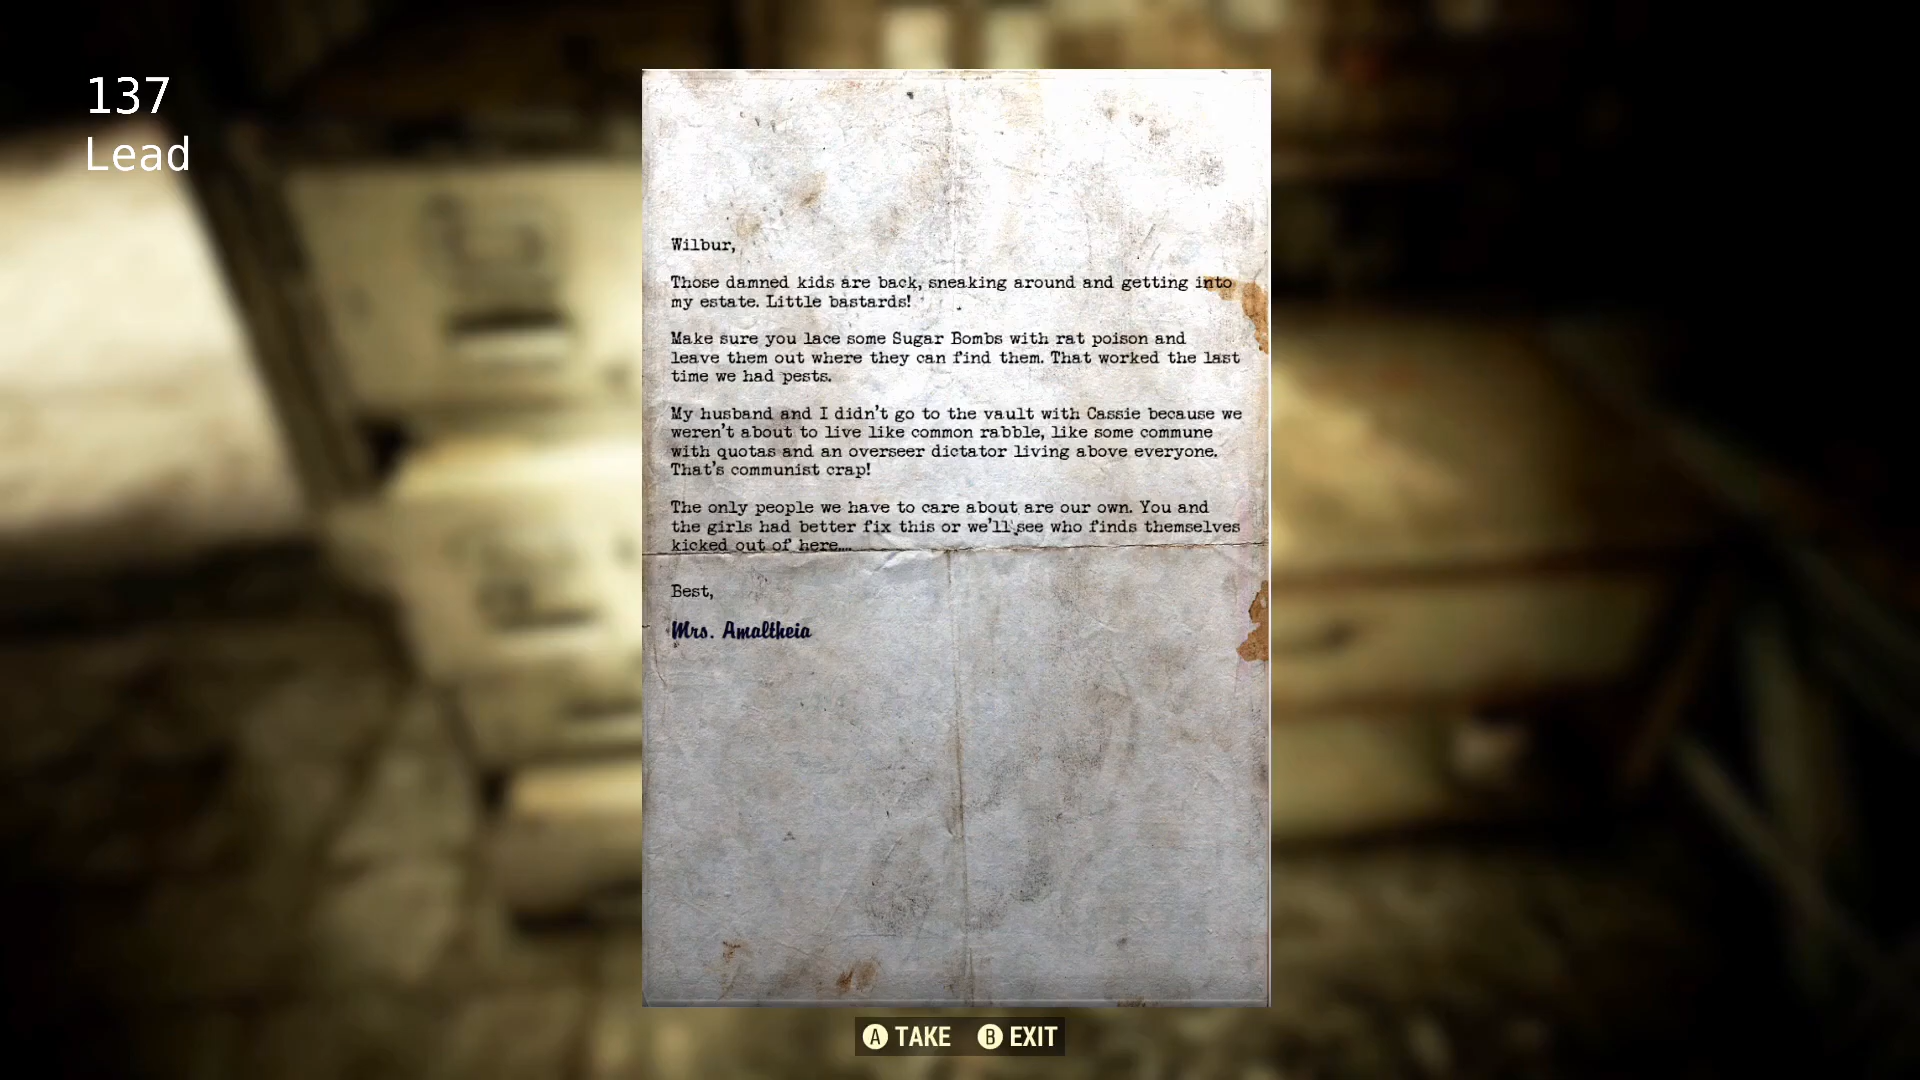 137
Lead
Wilbur,
Those damned kids are back, sneaking around and getting into
my estate. Little bastards!
Make sure you lace some Sugar Bombs with rat poison and
leave them out where they can find them. That worked the last
time we had pests.
My husband and I didn't go to the vault with Cassie because we
weren't about to live like common rabble, like some commune
with quotas and an overseer dictator living above everyone.
That's communist crap!
The only people we have to care about are our own. You and
the girls had better fix this or we'll see who finds themselves
kicked out of here....
Best,
Mrs. Amaltheia
A TAKE B EXIT